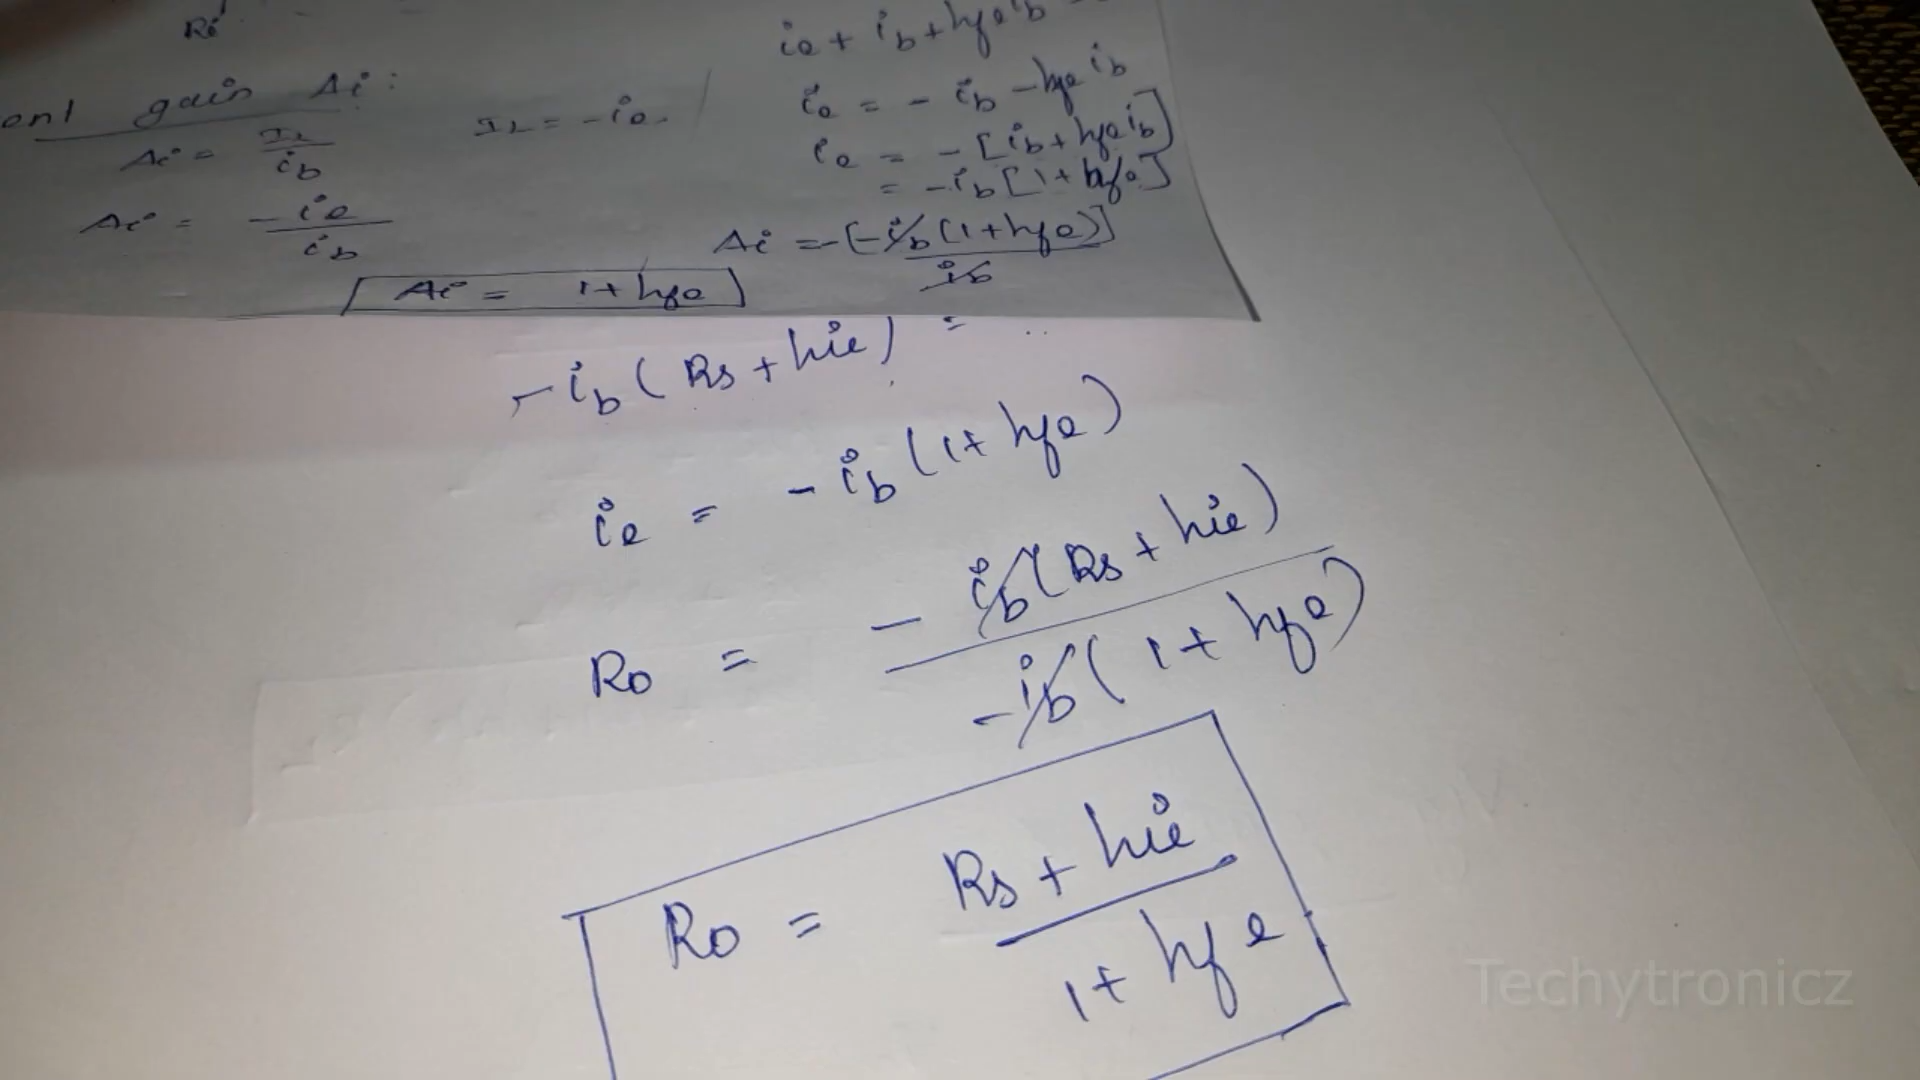 Ri'
ie + ib + hfe ib
ent gain Ai:
Ai = IL / ib
IL = -ie
ie = - ib - hfe ib
ie = - [ib + hfe ib]
= -ib [1 + hfe]
Ai = -ie / ib
Ai = -[-ib (1 + hfe)] / ib
Ai = 1 + hfe
-ib (Rs + hie) =
ie = -ib (1 + hfe)
Ro = - ib (Rs + hie) / -ib (1 + hfe)
Ro = Rs + hie / 1 + hfe
Techytronicz